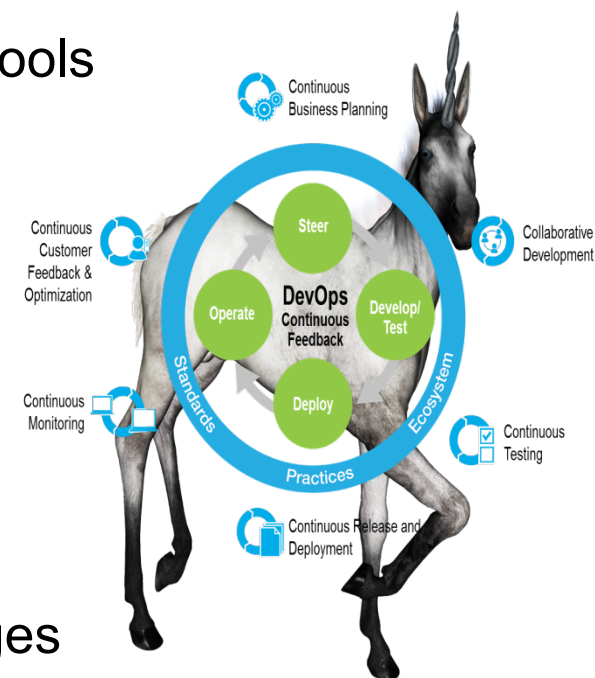 ools
Continuous
Business Planning
Continuous
Customer
Feedback &
Optimization
Steer
Collaborative
Development
Operate
DevOps
Continuous
Feedback
Develop/
Test
Standards
Ecosystem
Deploy
Continuous
Monitoring
Continuous
Testing
Practices
Continuous Release and
Deployment
ges